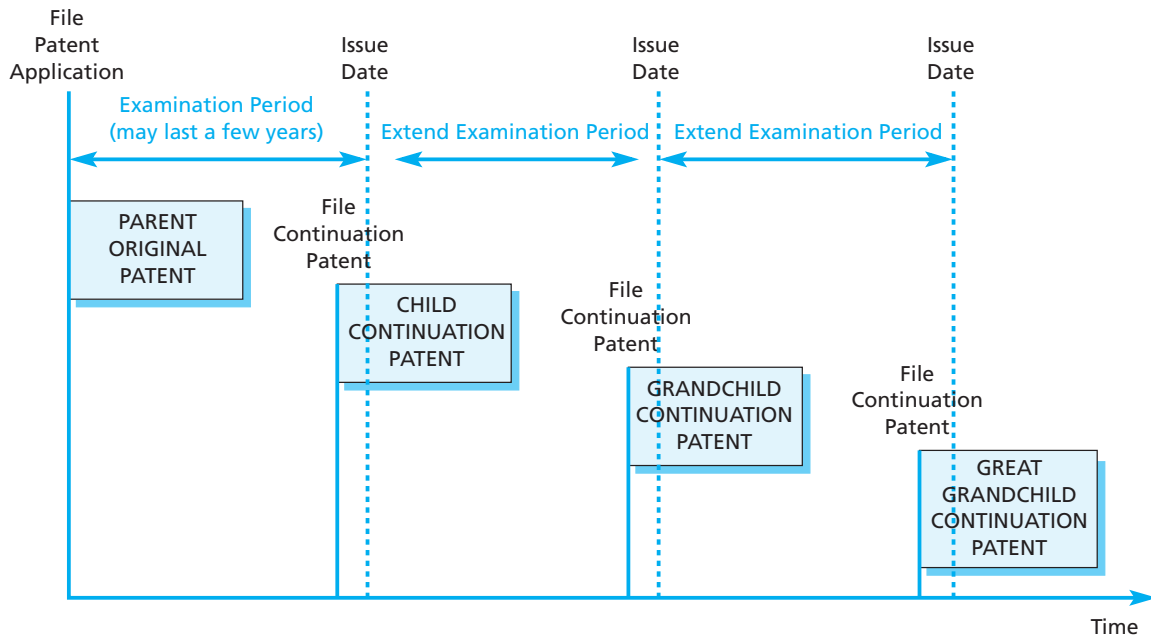 File
Patent
Application
Issue
Date
Issue
Date
Issue
Date
Examination Period
(may last a few years)
Extend Examination Period
Extend Examination Period
PARENT
ORIGINAL
PATENT
File
Continuation
Patent
CHILD
CONTINUATION
PATENT
File
Continuation
Patent
GRANDCHILD
CONTINUATION
PATENT
File
Continuation
Patent
GREAT
GRANDCHILD
CONTINUATION
PATENT
Time